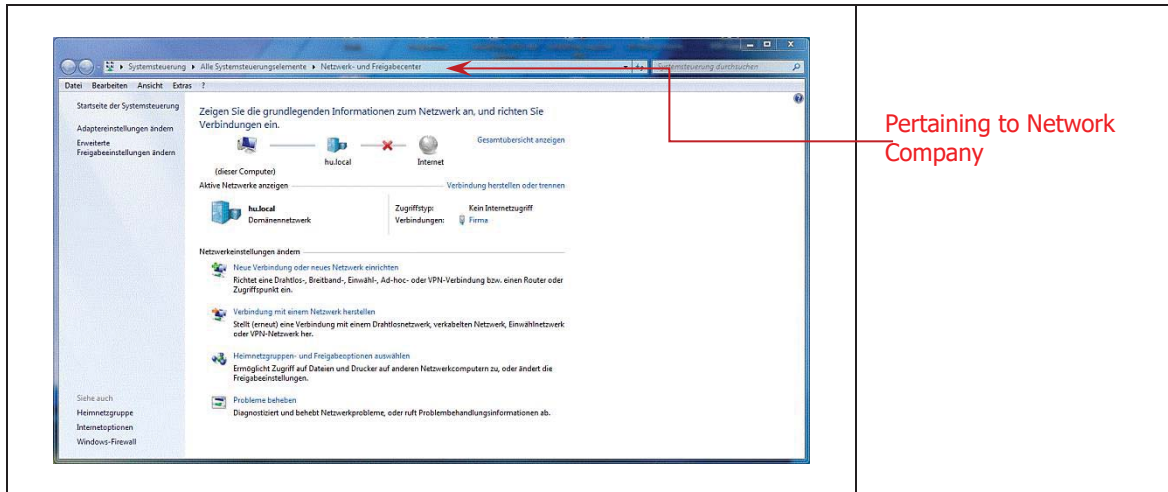 Systemsteuerung ▸ Alle Systemsteuerungselemente ▸ Netzwerk- und Freigabecenter
Systemsteuerung durchsuchen
Datei Bearbeiten Ansicht Extras ?
Startseite der Systemsteuerung
Adaptereinstellungen ändern
Erweiterte
Freigabeeinstellungen ändern
Siehe auch
Heimnetzgruppe
Internetoptionen
Windows-Firewall
Zeigen Sie die grundlegenden Informationen zum Netzwerk an, und richten Sie
Verbindungen ein.
Gesamtübersicht anzeigen
hu.local Internet
(dieser Computer)
Aktive Netzwerke anzeigen Verbindung herstellen oder trennen
hu.local Zugriffstyp: Kein Internetzugriff
Domänennetzwerk Verbindungen: Firma
Netzwerkeinstellungen ändern
Neue Verbindung oder neues Netzwerk einrichten
Richtet eine Drahtlos-, Breitband-, Einwähl-, Ad-hoc- oder VPN-Verbindung bzw. einen Router oder
Zugriffspunkt ein.
Verbindung mit einem Netzwerk herstellen
Stellt (erneut) eine Verbindung mit einem Drahtlosnetzwerk, verkabelten Netzwerk, Einwählnetzwerk
oder VPN-Netzwerk her.
Heimnetzgruppen- und Freigabeoptionen auswählen
Ermöglicht Zugriff auf Dateien und Drucker auf anderen Netzwerkcomputern zu, oder ändert die
Freigabeeinstellungen.
Probleme beheben
Diagnostiziert und behebt Netzwerkprobleme, oder ruft Problembehandlungsinformationen ab.
Pertaining to Network
Company